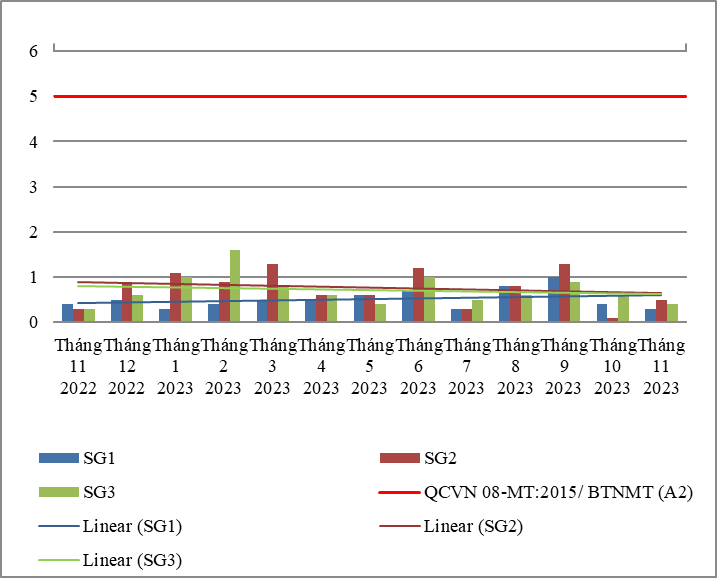 6
5
4
3
2
1
0
Tháng Tháng Tháng Tháng Tháng Tháng Tháng Tháng Tháng Tháng Tháng Tháng Tháng
11 12 1 2 3 4 5 6 7 8 9 10 11
2022 2022 2023 2023 2023 2023 2023 2023 2023 2023 2023 2023 2023
SG1 SG2
SG3 QCVN 08-MT:2015/ BTNMT (A2)
Linear (SG1) Linear (SG2)
Linear (SG3)